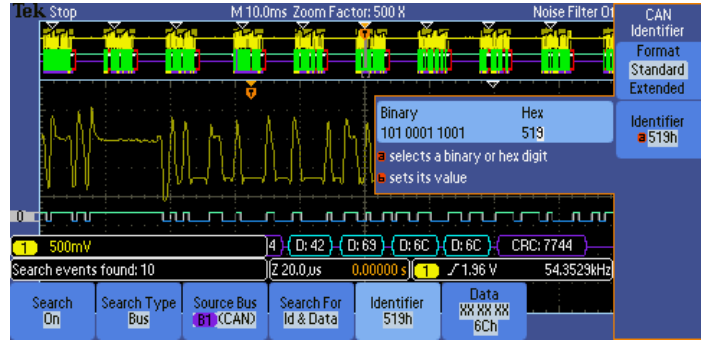 Tek Stop M 10.0ms Zoom Factor: 500 X Noise Filter Of
CAN
Identifier
Format
Standard
Extended
Identifier
a 519h
Binary Hex
101 0001 1001 519
a selects a binary or hex digit
b sets its value
0
1 500mV
4 D: 42 D: 69 D: 6C D: 6C CRC: 7744
Search events found: 10
Z 20.0µs 0.00000 s 1 1.96 V 54.3529kHz
Search
On
Search Type
Bus
Source Bus
B1 (CAN)
Search For
Id & Data
Identifier
519h
Data
XX XX XX
6Ch